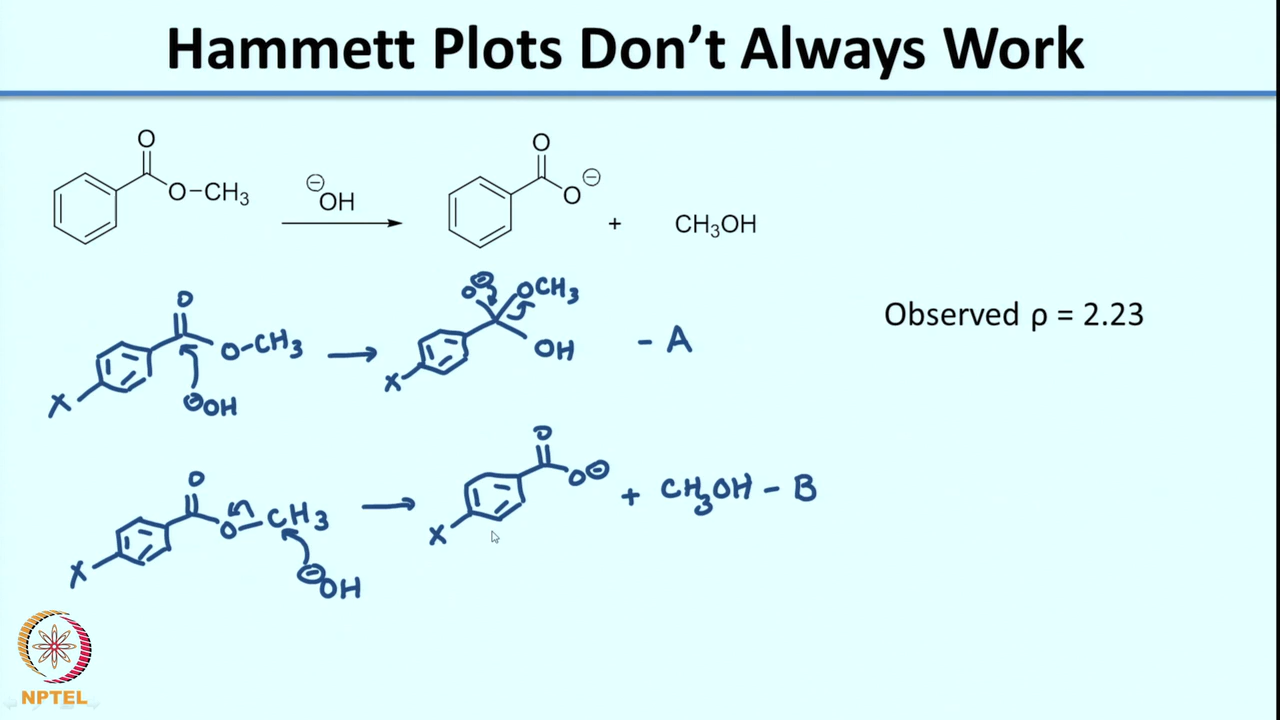 Hammett Plots Don't Always Work
O
O-CH3
⊖
OH
O
O ⊖
+ CH3OH
Observed ρ = 2.23
O
O-CH3
X
⊖OH
O⊖
OCH3
OH
X
- A
O
O-CH3
X
⊖OH
O
O⊖
X
+ CH3OH - B
NPTEL